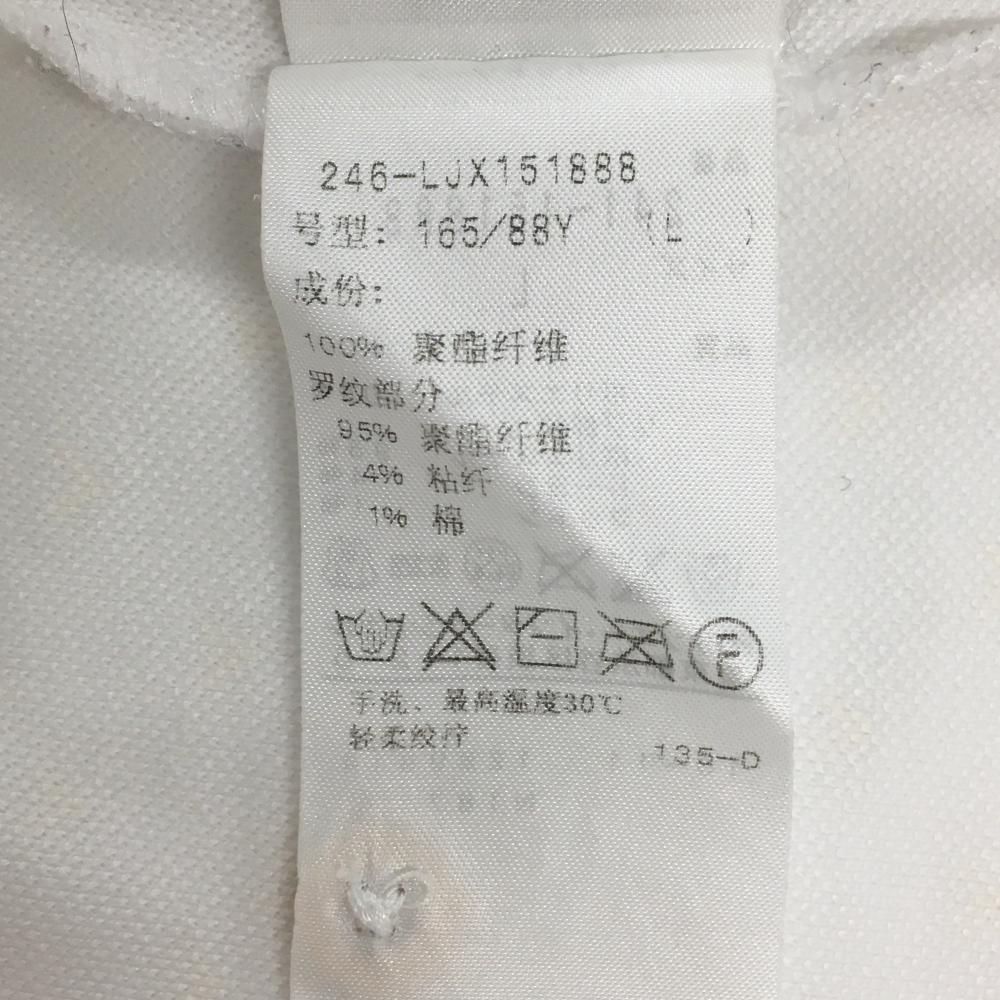 246-LJX151888
号型: 165/88Y (L )
成份:
100% 聚酯纤维
罗纹部分
95% 聚酯纤维
4% 粘纤
1% 棉
F
手洗、最高温度30℃
轻柔绞拧
135-D